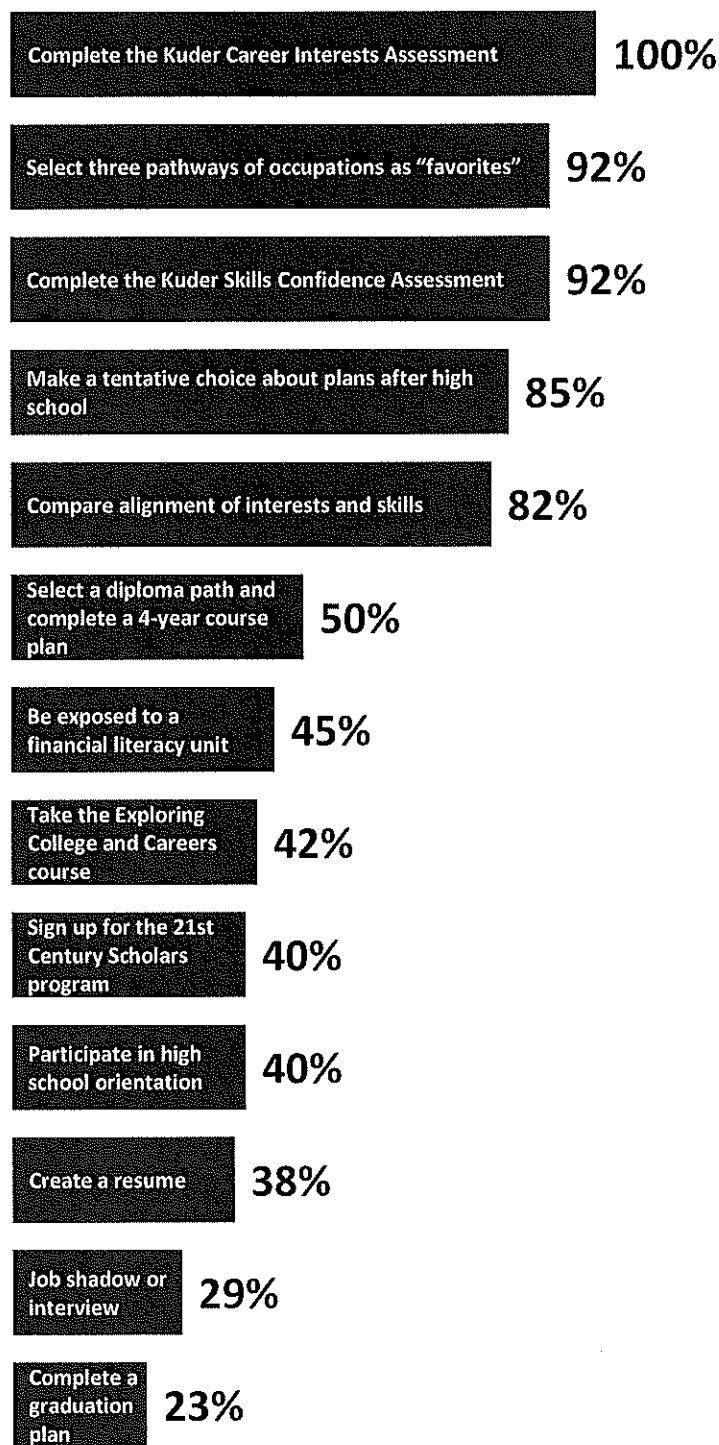 Complete the Kuder Career Interests Assessment 100%
Select three pathways of occupations as “favorites” 92%
Complete the Kuder Skills Confidence Assessment 92%
Make a tentative choice about plans after high
school
85%
Compare alignment of interests and skills 82%
Select a diploma path and
complete a 4-year course
plan
50%
Be exposed to a
financial literacy unit
45%
Take the Exploring
College and Careers
course
42%
Sign up for the 21st
Century Scholars
program
40%
Participate in high
school orientation
40%
Create a resume 38%
Job shadow or
interview
29%
Complete a
graduation
plan
23%